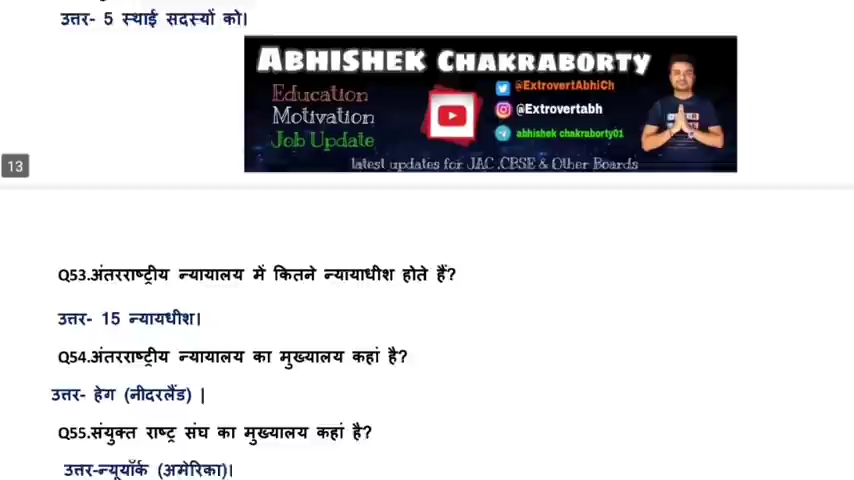 उत्तर- 5 स्थाई सदस्यों को।
ABHISHEK CHAKRABORTY
Education
Motivation
Job Update
@ExtrovertAbhiCh
@Extrovertabh
abhishek chakraborty01
latest updates for JAC ,CBSE & Other Boards
13
Q53.अंतरराष्ट्रीय न्यायालय में कितने न्यायाधीश होते हैं?
उत्तर- 15 न्यायधीश।
Q54.अंतरराष्ट्रीय न्यायालय का मुख्यालय कहां है?
उत्तर- हेग (नीदरलैंड) |
Q55.संयुक्त राष्ट्र संघ का मुख्यालय कहां है?
उत्तर-न्यूयॉर्क (अमेरिका)।